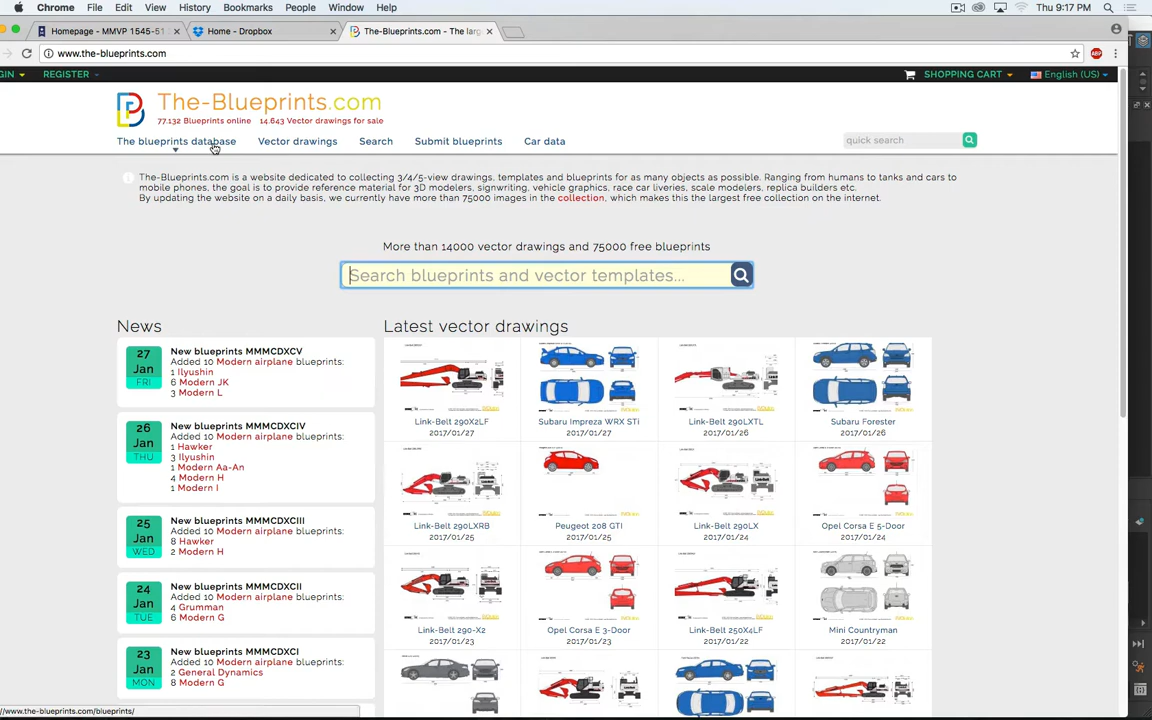 Chrome File Edit View History Bookmarks People Window Help Thu 9:17 PM
Homepage - MMVP 1545-51 Home - Dropbox The-Blueprints.com - The larg
www.the-blueprints.com
GIN REGISTER SHOPPING CART English (US)
The-Blueprints.com
77.132 Blueprints online 14.643 Vector drawings for sale
The blueprints database Vector drawings Search Submit blueprints Car data quick search
The-Blueprints.com is a website dedicated to collecting 3/4/5-view drawings, templates and blueprints for as many objects as possible. Ranging from humans to tanks and cars to
mobile phones, the goal is to provide reference material for 3D modelers, signwriting, vehicle graphics, race car liveries, scale modelers, replica builders etc.
By updating the website on a daily basis, we currently have more than 75000 images in the collection, which makes this the largest free collection on the internet.
More than 14000 vector drawings and 75000 free blueprints
Search blueprints and vector templates...
News
27
Jan
FRI
New blueprints MMMCDXCV
Added 10 Modern airplane blueprints:
1 Ilyushin
6 Modern JK
3 Modern L
26
Jan
THU
New blueprints MMMCDXCIV
Added 10 Modern airplane blueprints:
1 Hawker
3 Ilyushin
1 Modern Aa-An
4 Modern H
1 Modern I
25
Jan
WED
New blueprints MMMCDXCIII
Added 10 Modern airplane blueprints:
8 Hawker
2 Modern H
24
Jan
TUE
New blueprints MMMCDXCII
Added 10 Modern airplane blueprints:
4 Grumman
6 Modern G
23
Jan
MON
New blueprints MMMCDXCI
Added 10 Modern airplane blueprints:
2 General Dynamics
8 Modern G
Latest vector drawings
Link-Belt 290X2LF Subaru Impreza WRX STi Link-Belt 290LXTL Subaru Forester
2017/01/27 2017/01/27 2017/01/26 2017/01/26
Link-Belt 290LXRB Peugeot 208 GTI Link-Belt 290LX Opel Corsa E 5-Door
2017/01/25 2017/01/25 2017/01/24 2017/01/24
Link-Belt 290-X2 Opel Corsa E 3-Door Link-Belt 250X4LF Mini Countryman
2017/01/23 2017/01/23 2017/01/22 2017/01/22
//www.the-blueprints.com/blueprints/